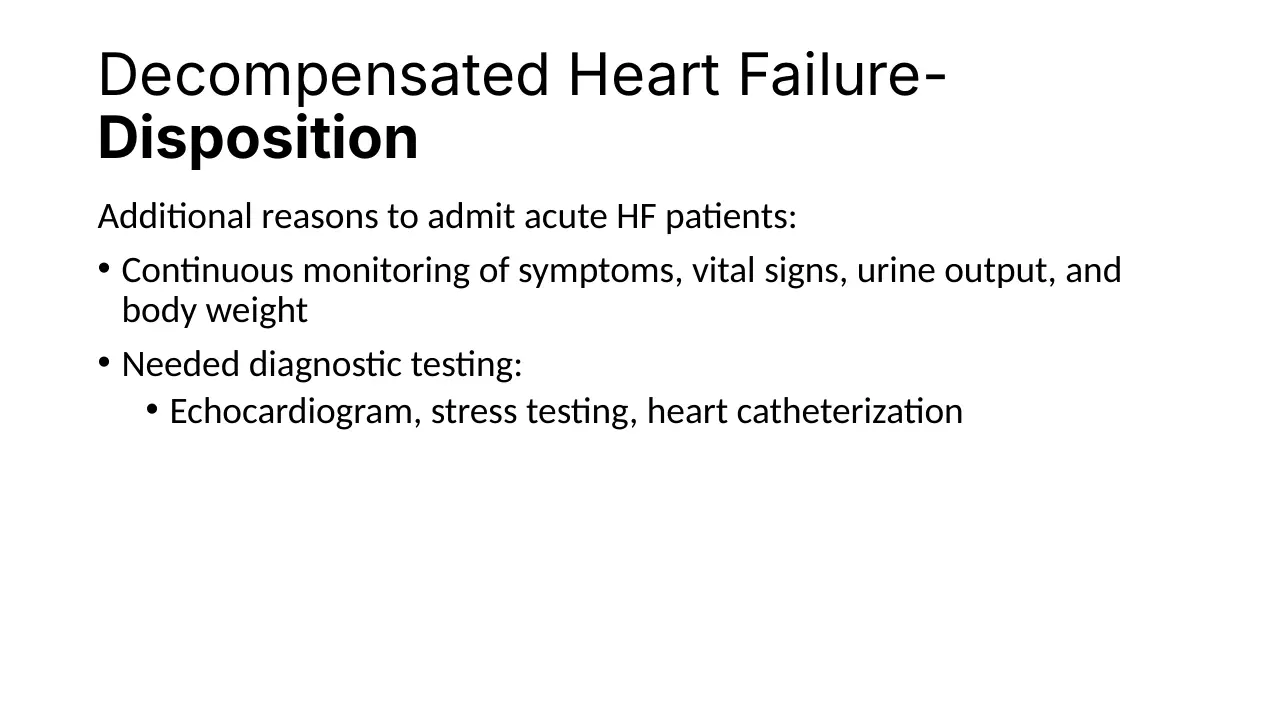 Decompensated Heart Failure-
Disposition
Additional reasons to admit acute HF patients:
• Continuous monitoring of symptoms, vital signs, urine output, and
body weight
• Needed diagnostic testing:
• Echocardiogram, stress testing, heart catheterization